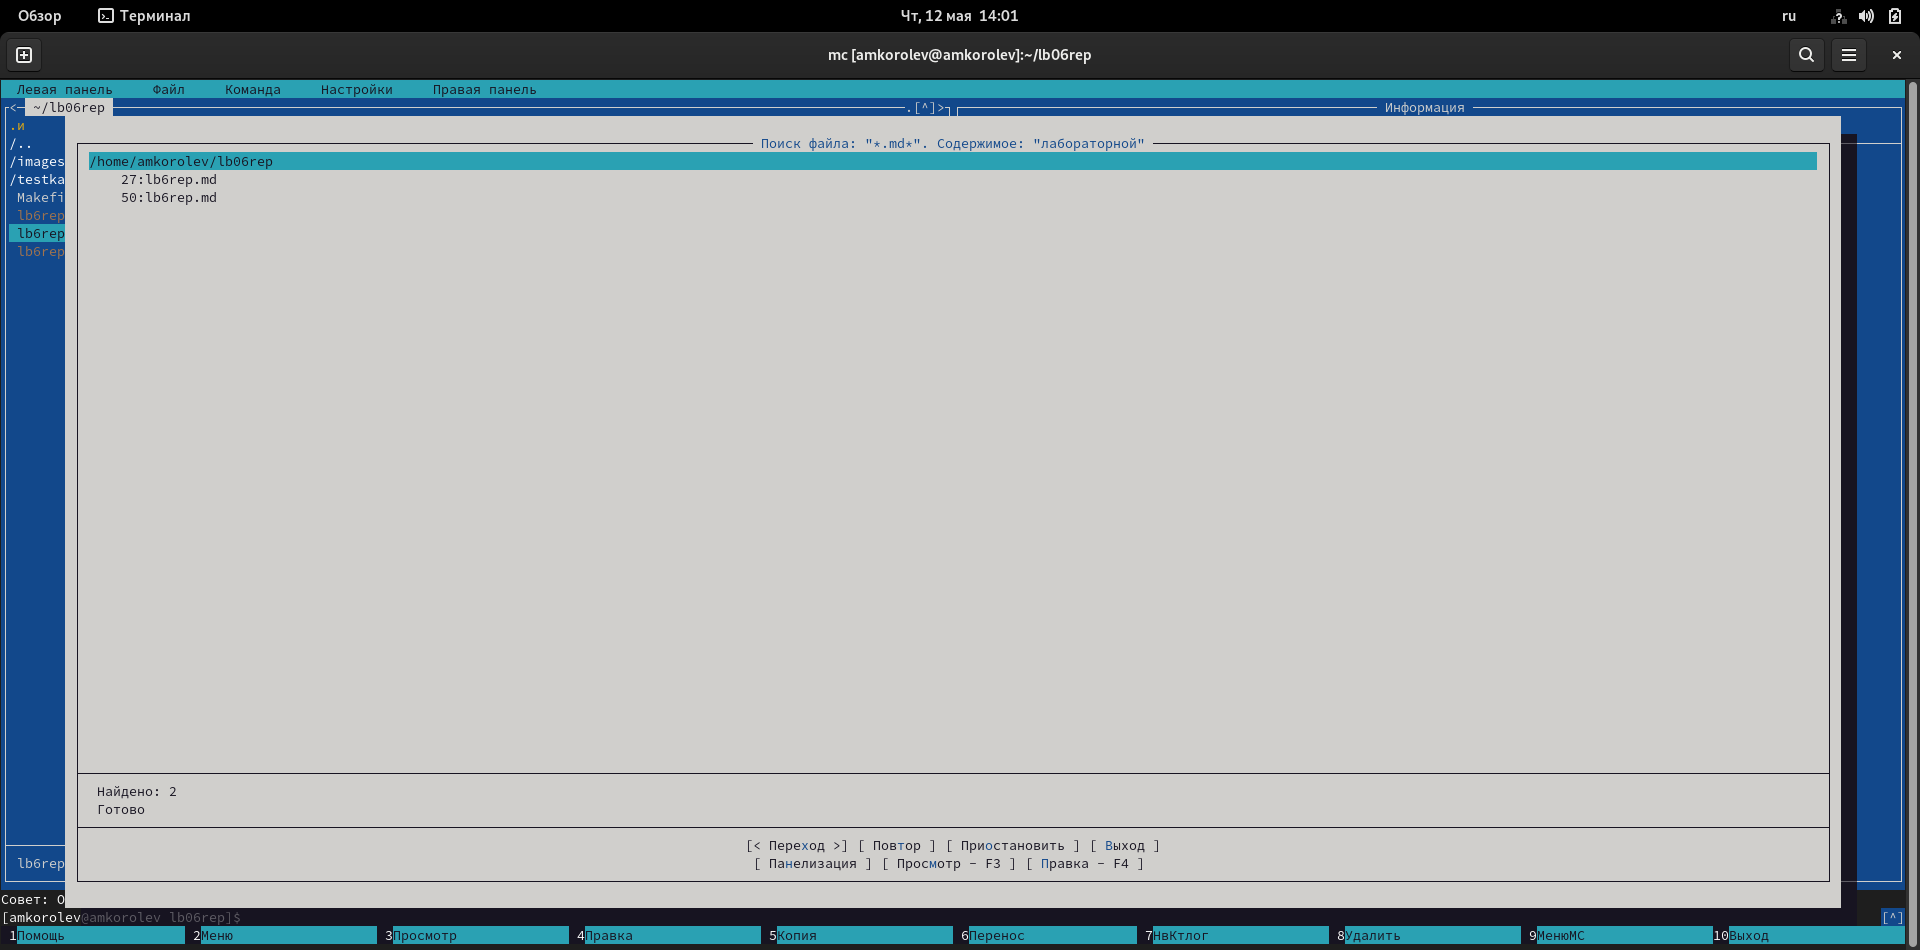 Обзор Терминал Чт, 12 мая 14:01 ru
mc [amkorolev@amkorolev]:~/lb06rep
Левая панель Файл Команда Настройки Правая панель
<─ ~/lb06rep .[^]> Информация
.и
/..
/images
/testka
Makefi
lb6rep
lb6rep
lb6rep
Поиск файла: "*.md*". Содержимое: "лабораторной"
/home/amkorolev/lb06rep
27:lb6rep.md
50:lb6rep.md
Найдено: 2
Готово
[< Переход >] [ Повтор ] [ Приостановить ] [ Выход ]
[ Панелизация ] [ Просмотр - F3 ] [ Правка - F4 ]
lb6rep
Совет: О
[amkorolev@amkorolev lb06rep]$ [^]
1Помощь 2Меню 3Просмотр 4Правка 5Копия 6Перенос 7НвКтлог 8Удалить 9МенюМС 10Выход